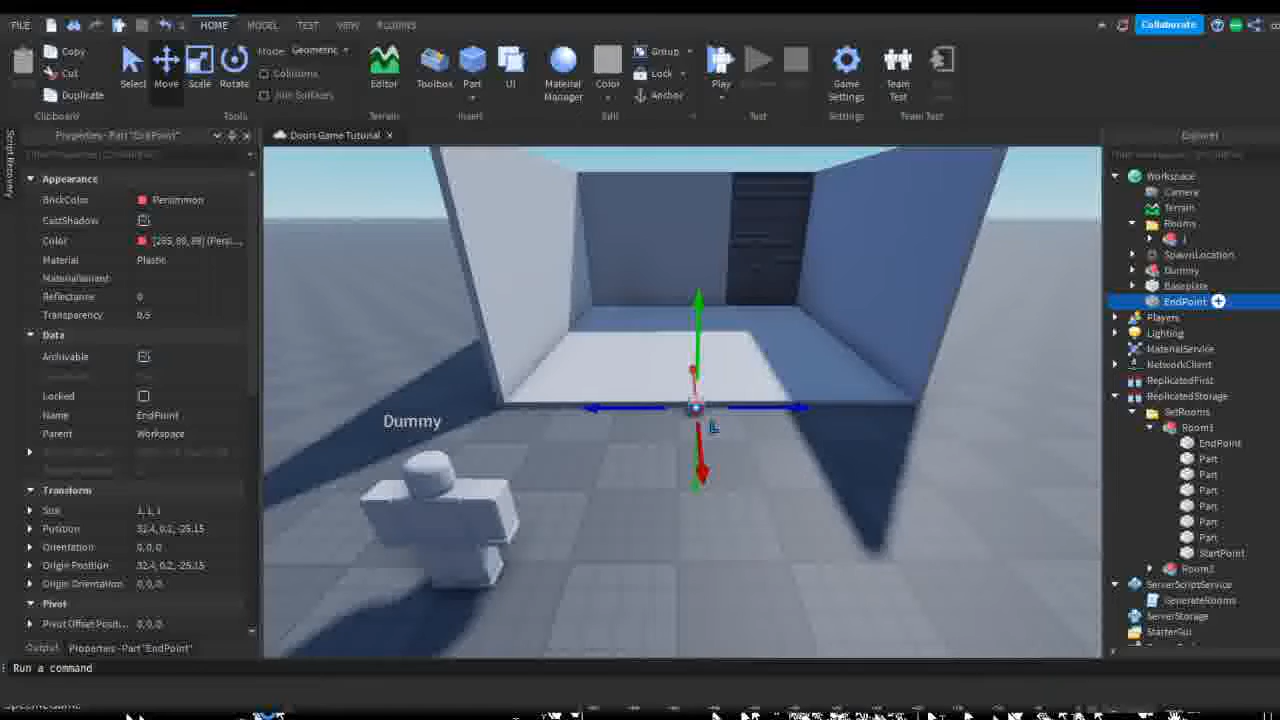 FILE HOME MODEL TEST VIEW PLUGINS Collaborate
Copy
Cut
Duplicate
Clipboard
Select Move Scale Rotate
Mode: Geometric
Collisions
Join Surfaces
Tools
Editor
Terrain
Toolbox Part UI
Insert
Material Manager
Color
Group
Lock
Anchor
Edit
Play
Test
Game Settings
Settings
Team Test
Team Test
Script Recovery
Properties - Part "EndPoint"
Doors Game Tutorial
Explorer
Appearance
BrickColor Persimmon
CastShadow
Color [255,89,89] (Persi...
Material Plastic
MaterialVariant
Reflectance 0
Transparency 0.5
Data
Archivable
Locked
Name EndPoint
Parent Workspace
Transform
Size 1,1,1
Position 32.4, 0.2, -25.15
Orientation 0,0,0
Origin Position 32.4, 0.2, -25.15
Origin Orientation 0,0,0
Pivot
Pivot Offset Posit... 0,0,0
Output Properties - Part "EndPoint"
Run a command
Dummy
Workspace
Camera
Terrain
Rooms
1
SpawnLocation
Dummy
Baseplate
EndPoint
Players
Lighting
MaterialService
NetworkClient
ReplicatedFirst
ReplicatedStorage
SetRooms
Room1
EndPoint
Part
Part
Part
Part
Part
Part
StartPoint
Room2
ServerScriptService
GenerateRooms
ServerStorage
StarterGui